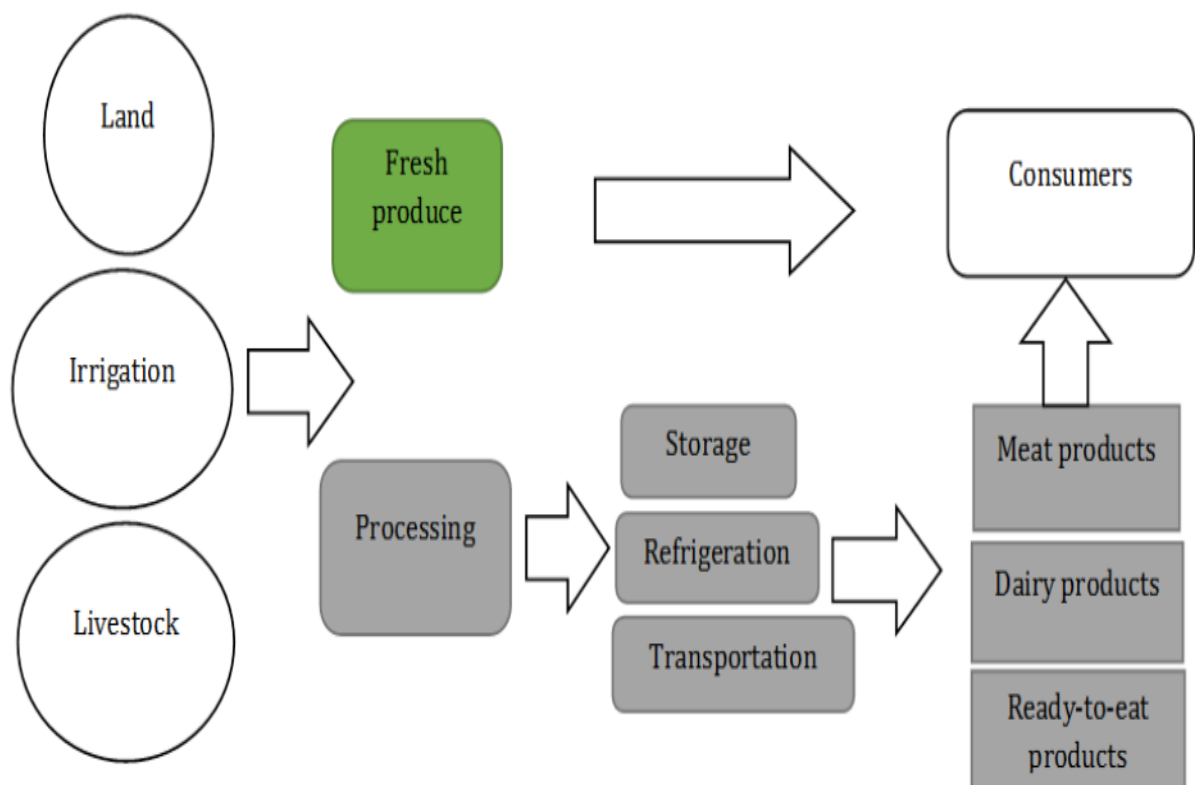 Land
Fresh
produce
Consumers
Irrigation
Storage
Meat products
Processing
Refrigeration
Dairy products
Livestock
Transportation
Ready-to-eat
products